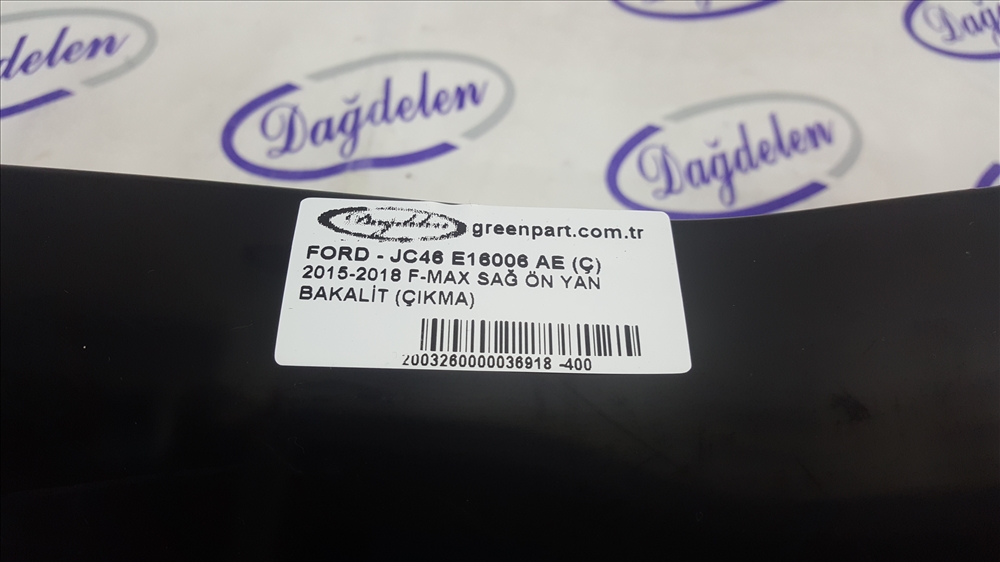 Dağdelen
Dağdelen
Dağdelen
Dağdelen
Dağdelen greenpart.com.tr
FORD - JC46 E16006 AE (Ç)
2015-2018 F-MAX SAĞ ÖN YAN
BAKALİT (ÇIKMA)
2003260000036918 -400